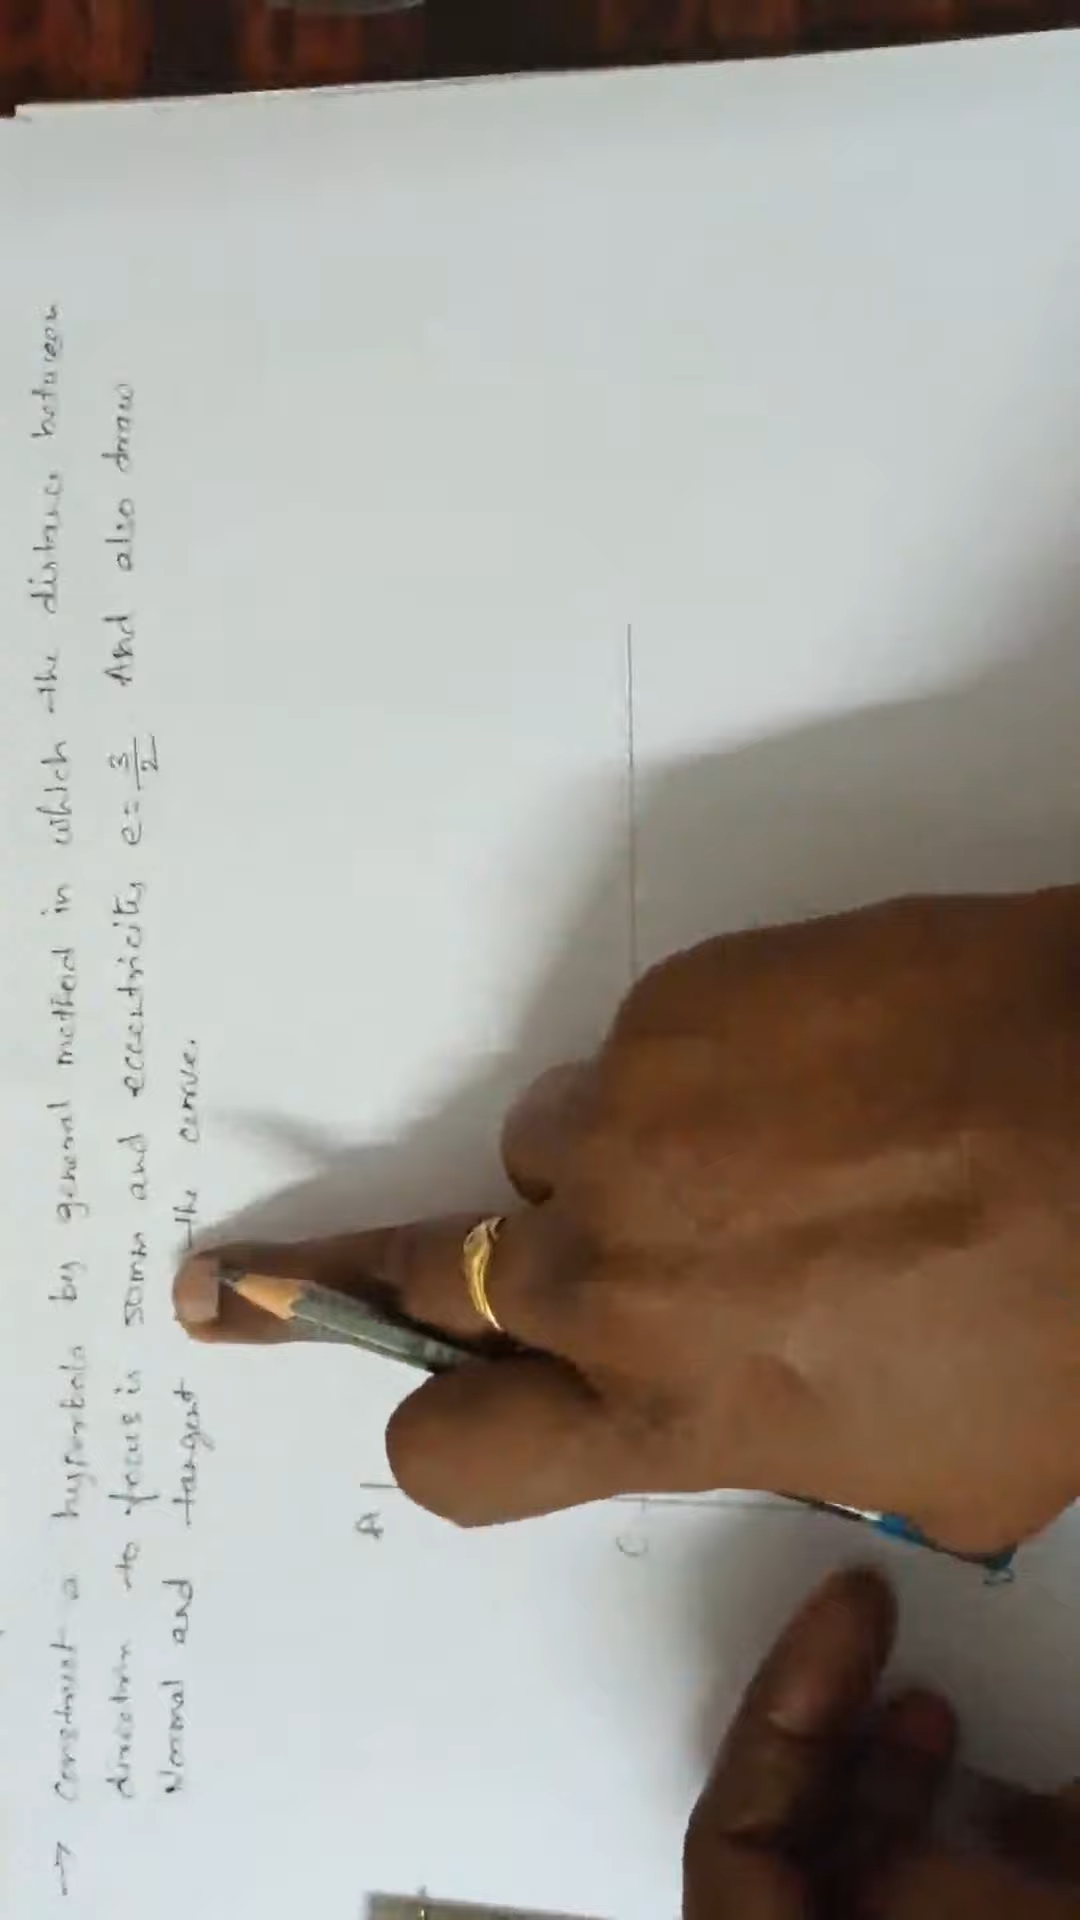 → Construct a hyperbola by general method in which the distance between
directrix to focus is 50mm and eccentricity e = 3/2 And also draw
Normal and tangent the curve.
A
C
B